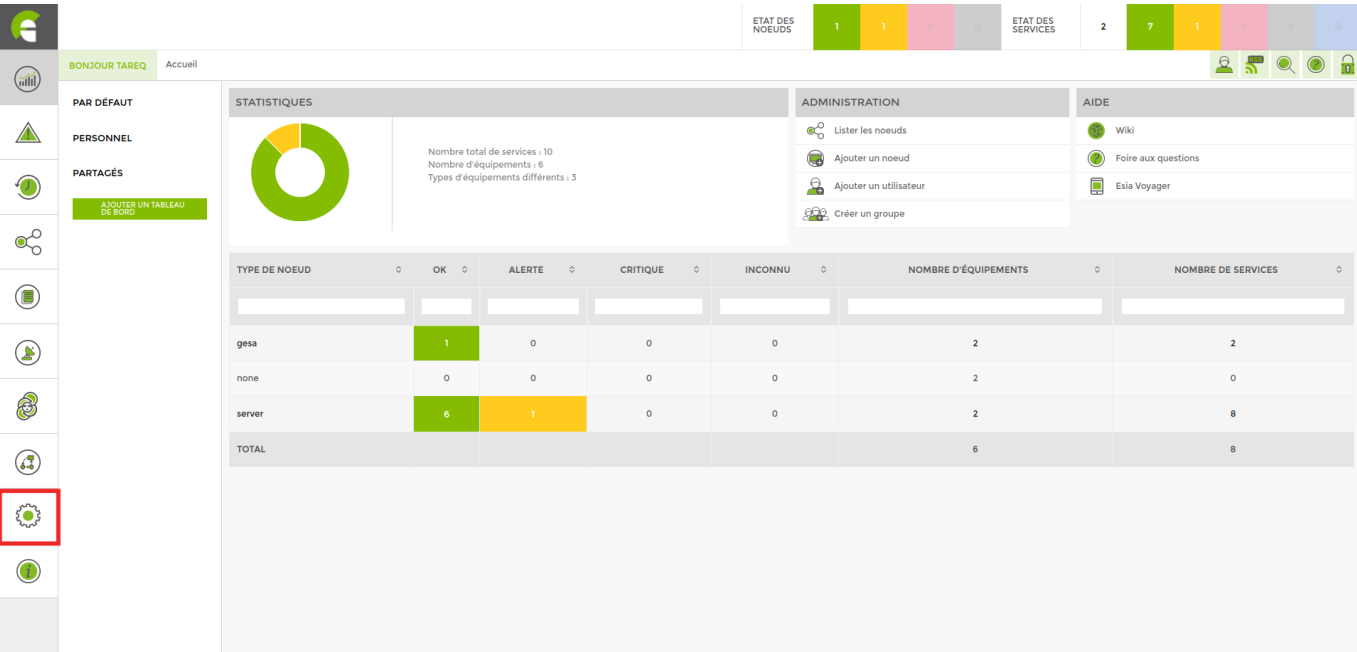 ETAT DES
NOEUDS
1 1 0 0
ETAT DES
SERVICES
2 7 1 0 0 0
BONJOUR TAREQ Accueil
RSS
PAR DÉFAUT
PERSONNEL
PARTAGÉS
AJOUTER UN TABLEAU
DE BORD
STATISTIQUES
Nombre total de services : 10
Nombre d'équipements : 6
Types d'équipements différents : 3
ADMINISTRATION
Lister les noeuds
Ajouter un noeud
Ajouter un utilisateur
Créer un groupe
AIDE
Wiki
Foire aux questions
Esia Voyager
TYPE DE NOEUD OK ALERTE CRITIQUE INCONNU NOMBRE D'ÉQUIPEMENTS NOMBRE DE SERVICES
gesa 1 0 0 0 2 2
none 0 0 0 0 2 0
server 6 1 0 0 2 8
TOTAL 6 8